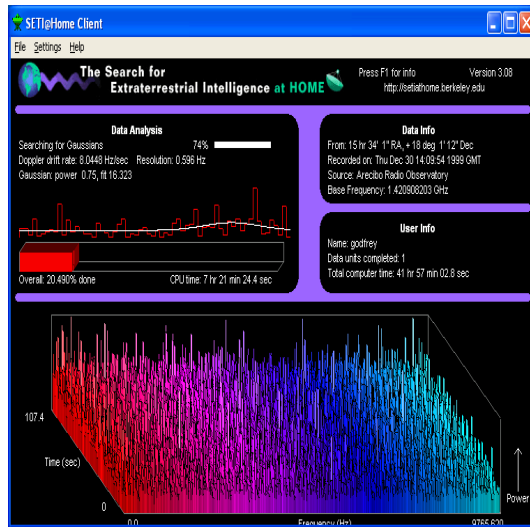 SETI@Home Client
File Settings Help
The Search for
Extraterrestrial Intelligence at HOME
Press F1 for info Version 3.08
http://setiathome.berkeley.edu
Data Analysis
Searching for Gaussians 74%
Doppler drift rate: 8.0448 Hz/sec Resolution: 0.596 Hz
Gaussian: power 0.75, fit 16.323
Overall: 20.490% done CPU time: 7 hr 21 min 24.4 sec
Data Info
From: 15 hr 34' 1" RA, + 18 deg 1' 12" Dec
Recorded on: Thu Dec 30 14:09:54 1999 GMT
Source: Arecibo Radio Observatory
Base Frequency: 1.420908203 GHz
User Info
Name: godfrey
Data units completed: 1
Total computer time: 41 hr 57 min 02.8 sec
107.4
Time (sec)
0
0.0 Frequency (Hz) 9765.620
Power